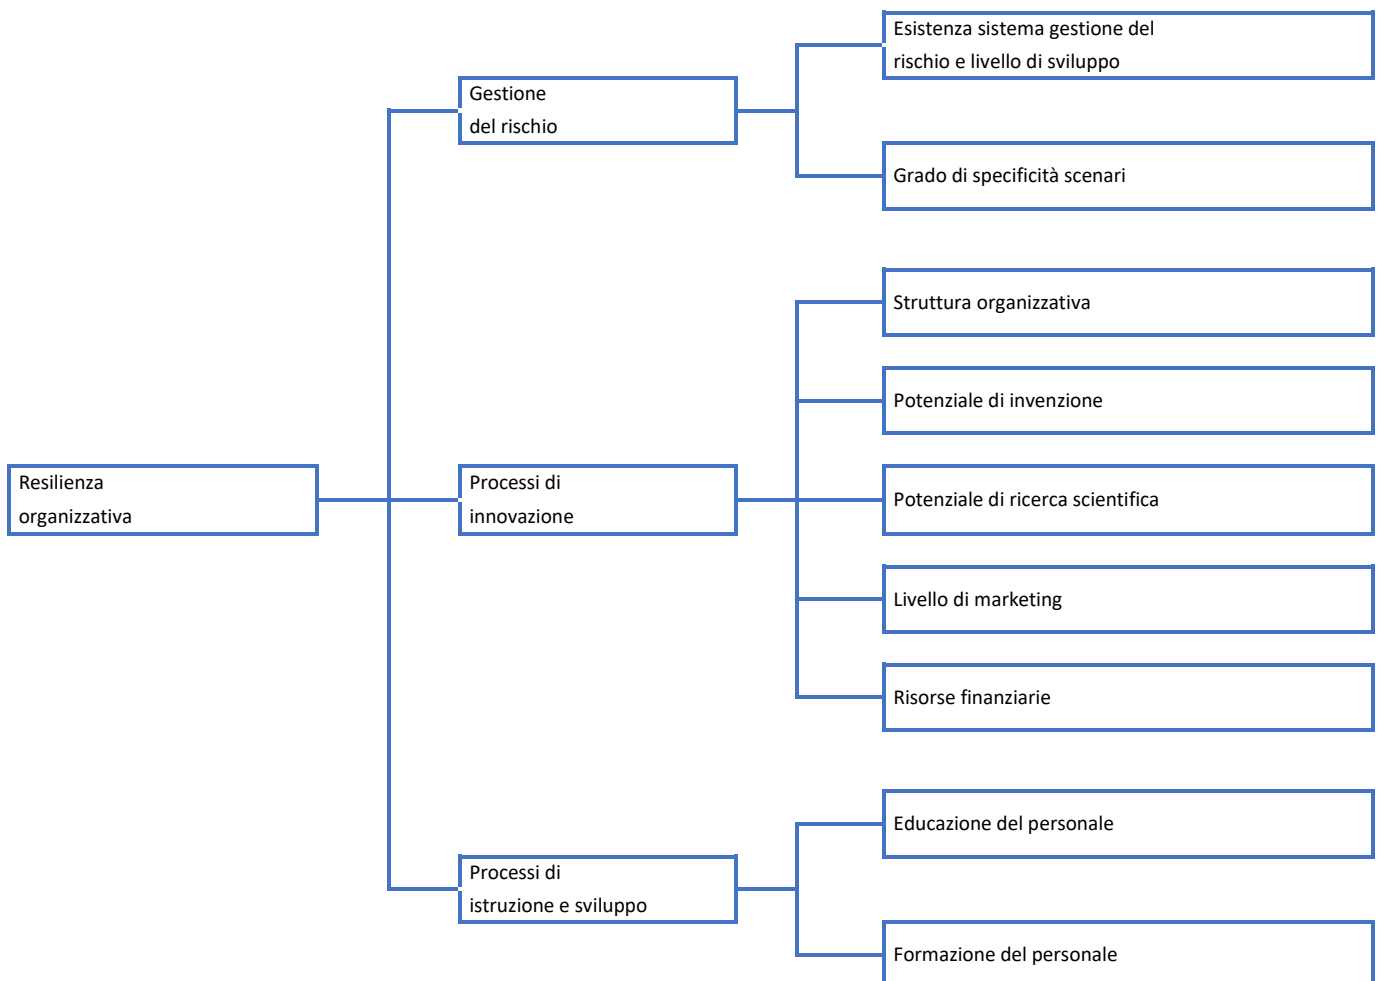 Esistenza sistema gestione del
rischio e livello di sviluppo
Gestione
del rischio
Grado di specificità scenari
Struttura organizzativa
Potenziale di invenzione
Resilienza
organizzativa
Processi di
innovazione
Potenziale di ricerca scientifica
Livello di marketing
Risorse finanziarie
Educazione del personale
Processi di
istruzione e sviluppo
Formazione del personale